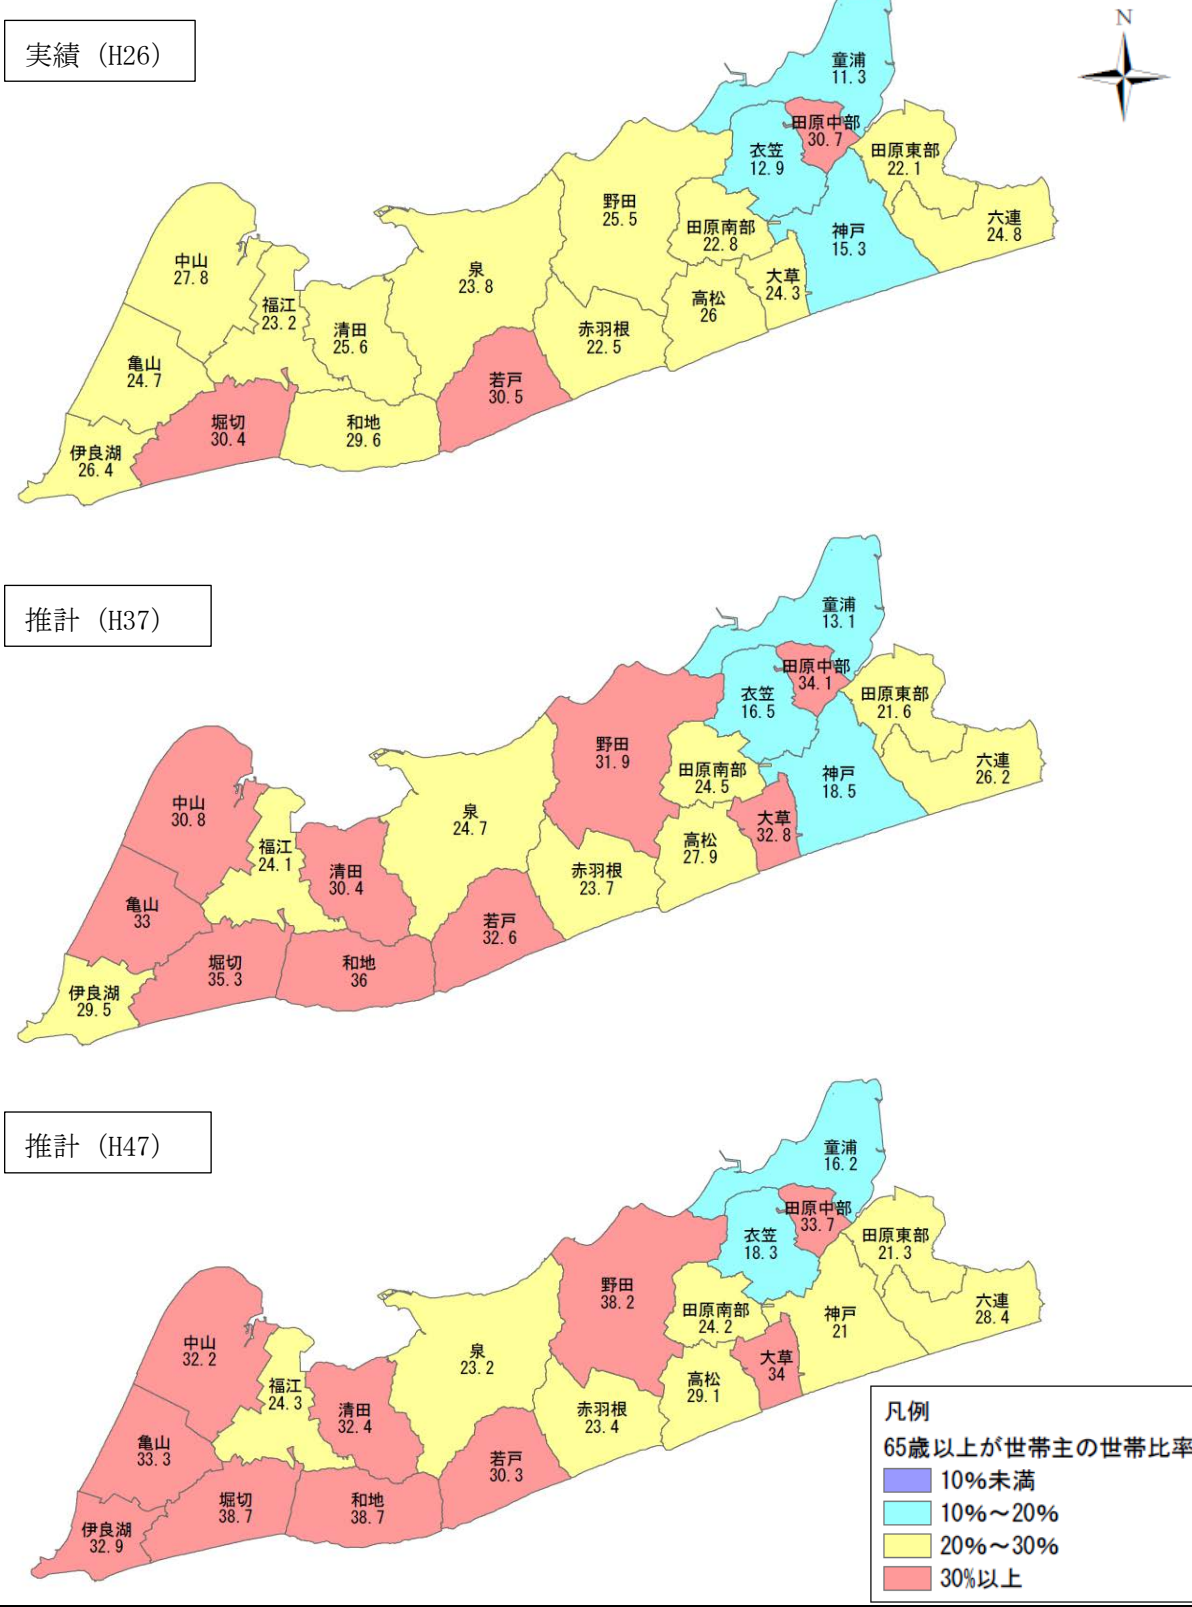 実績（H26）
N
童浦
11.3
田原中部
30.7
衣笠
12.9
田原東部
22.1
野田
25.5
田原南部
22.8
神戸
15.3
六連
24.8
中山
27.8
泉
23.8
大草
24.3
福江
23.2
高松
26
清田
25.6
赤羽根
22.5
亀山
24.7
若戸
30.5
堀切
30.4
和地
29.6
伊良湖
26.4
推計（H37）
童浦
13.1
田原中部
34.1
衣笠
16.5
田原東部
21.6
野田
31.9
田原南部
24.5
神戸
18.5
六連
26.2
中山
30.8
泉
24.7
大草
32.8
福江
24.1
高松
27.9
清田
30.4
赤羽根
23.7
亀山
33
若戸
32.6
堀切
35.3
和地
36
伊良湖
29.5
推計（H47）
童浦
16.2
田原中部
33.7
衣笠
18.3
田原東部
21.3
野田
38.2
田原南部
24.2
神戸
21
六連
28.4
中山
32.2
泉
23.2
大草
34
福江
24.3
高松
29.1
清田
32.4
赤羽根
23.4
亀山
33.3
若戸
30.3
堀切
38.7
和地
38.7
伊良湖
32.9
凡例
65歳以上が世帯主の世帯比率
10%未満
10%～20%
20%～30%
30%以上